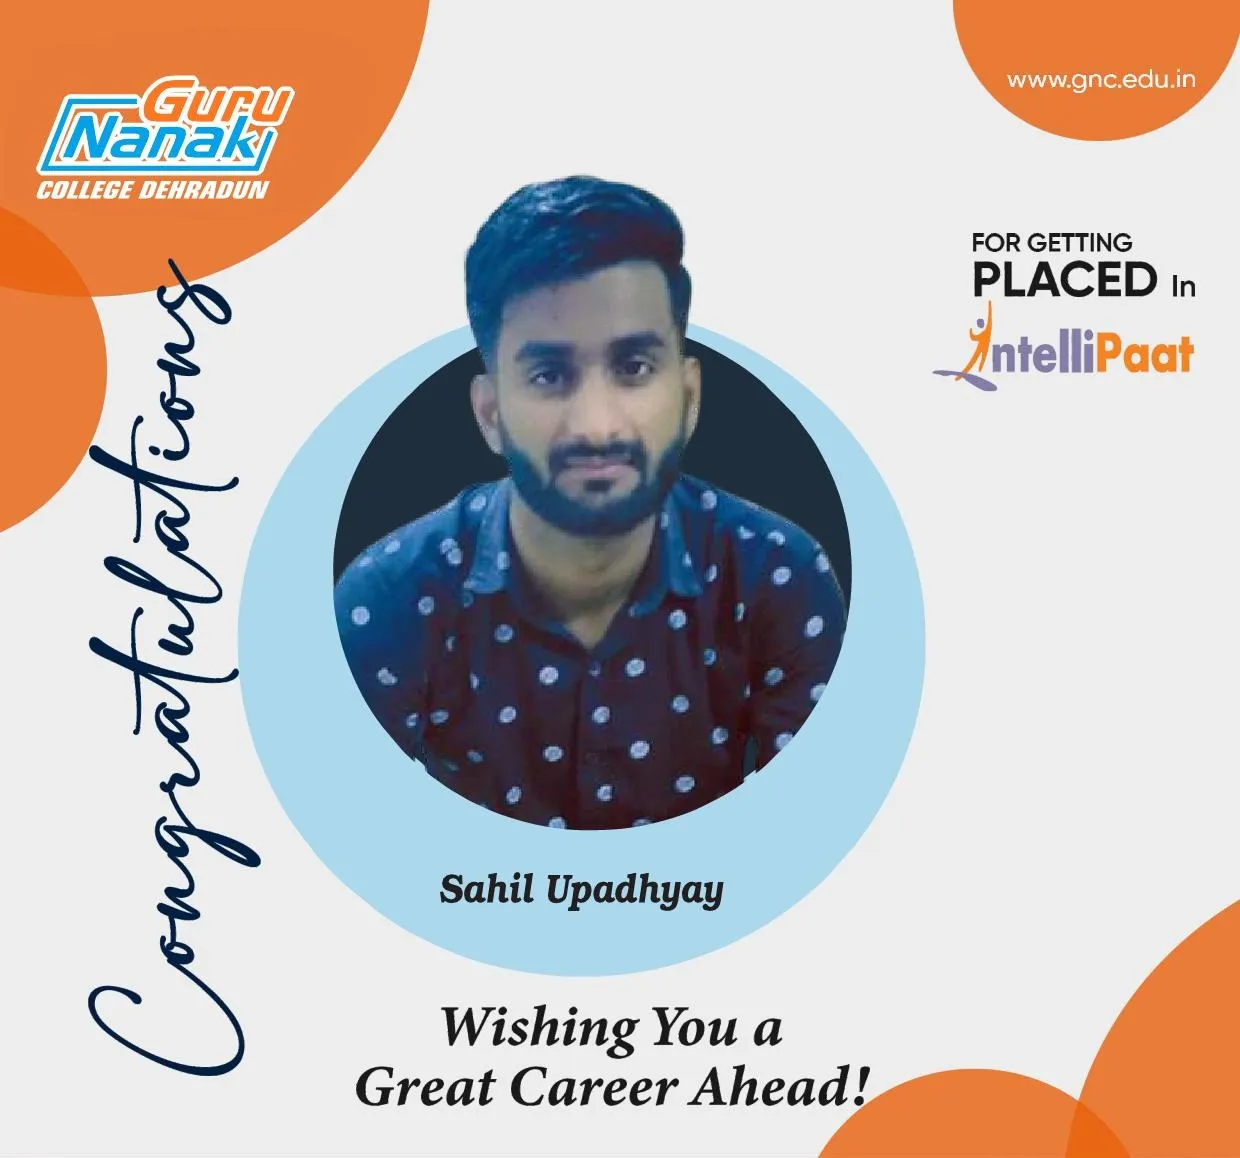 Guru
Nanak
COLLEGE DEHRADUN
www.gnc.edu.in
FOR GETTING
PLACED In
intelliPaat
Congratulations
Sahil Upadhyay
Wishing You a
Great Career Ahead!